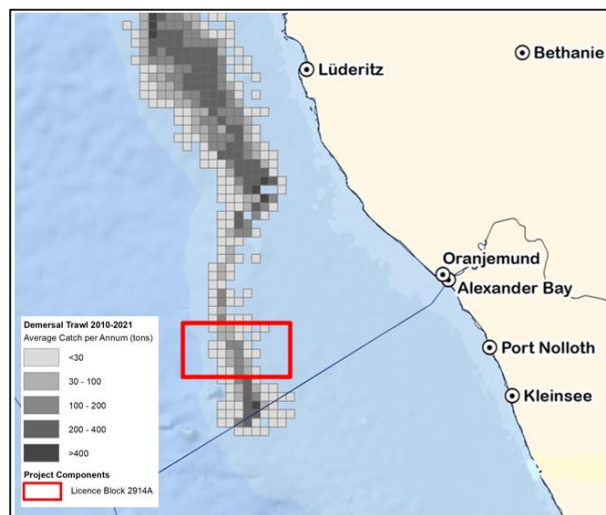 Lüderitz
Bethanie
Oranjemund
Alexander Bay
Port Nolloth
Kleinsee
Demersal Trawl 2010-2021
Average Catch per Annum (tons)
<30
30 - 100
100 - 200
200 - 400
>400
Project Components
Licence Block 2914A